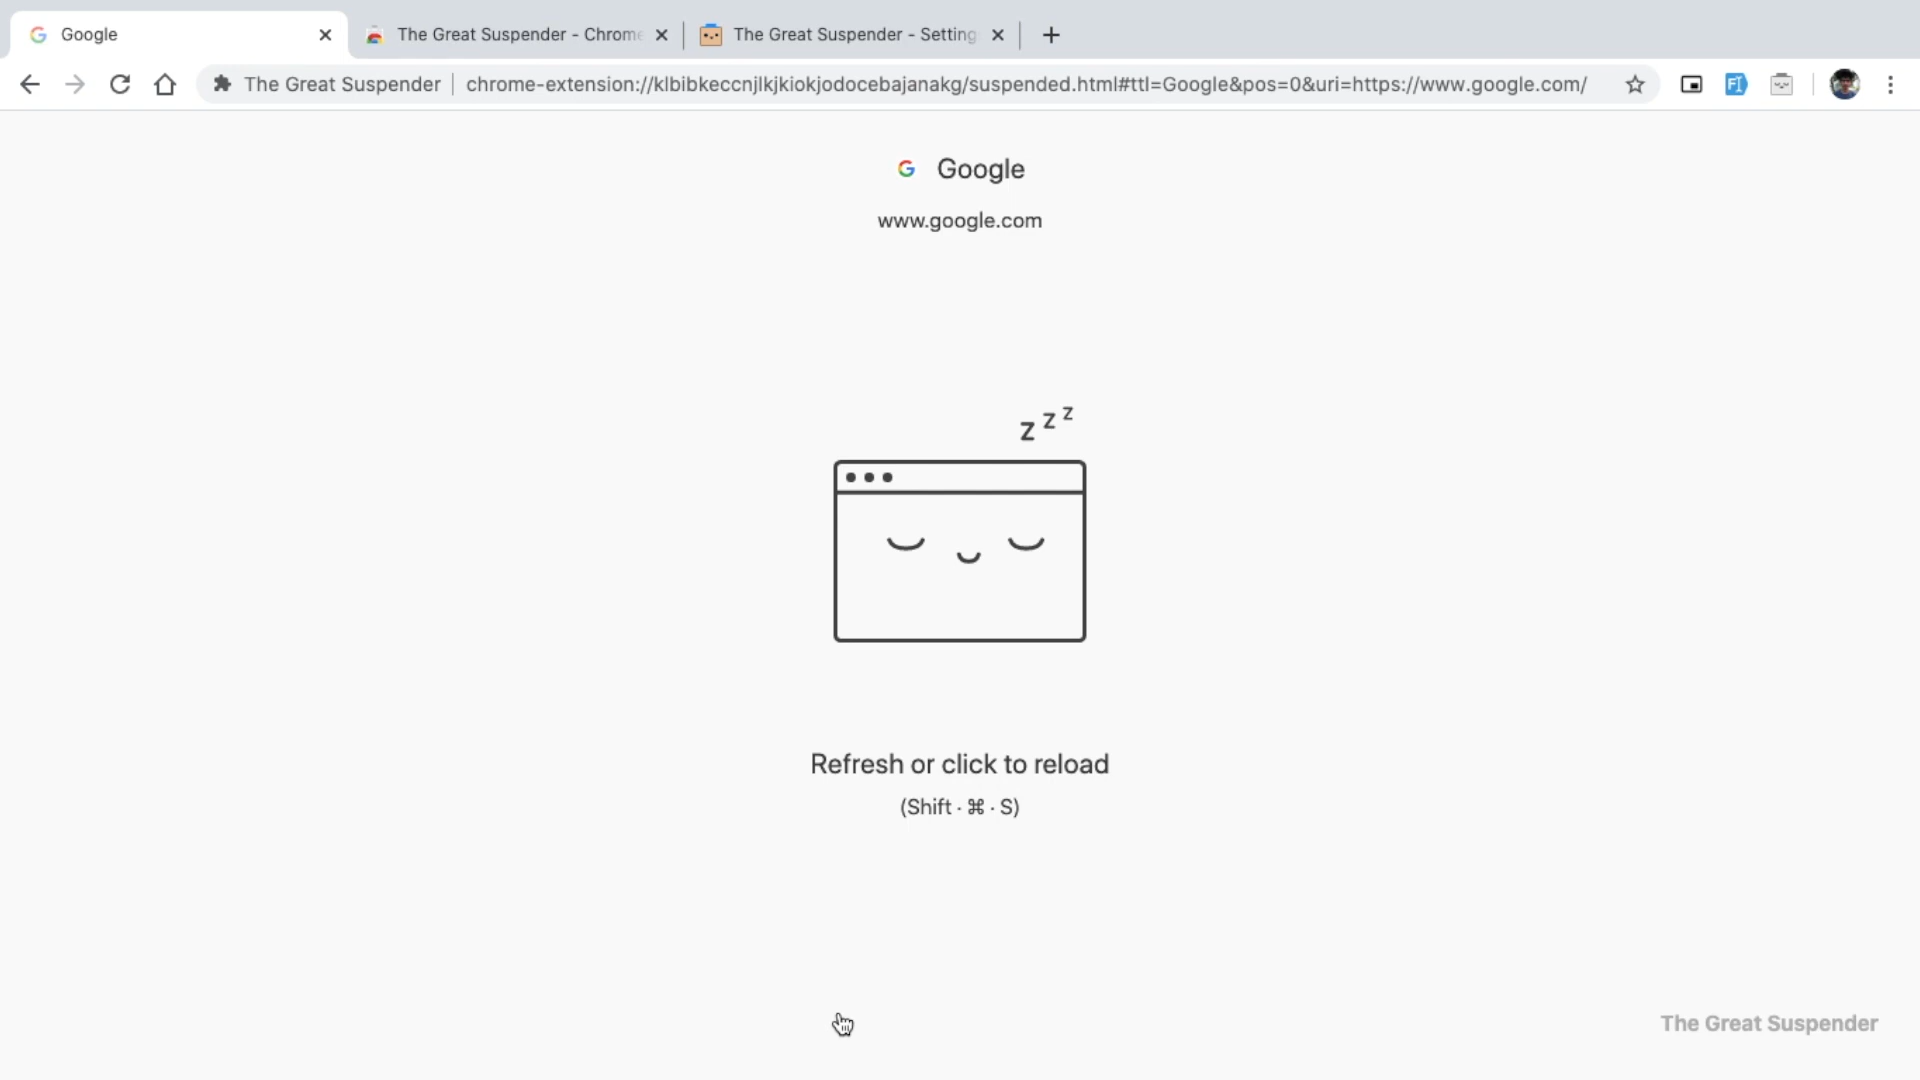 Google
The Great Suspender - Chrome
The Great Suspender - Setting
The Great Suspender
chrome-extension://klbibkeccnjlkjkiokjodocebajanakg/suspended.html#ttl=Google&pos=0&uri=https://www.google.com/
G Google
www.google.com
z z z
Refresh or click to reload
(Shift · ⌘ · S)
The Great Suspender